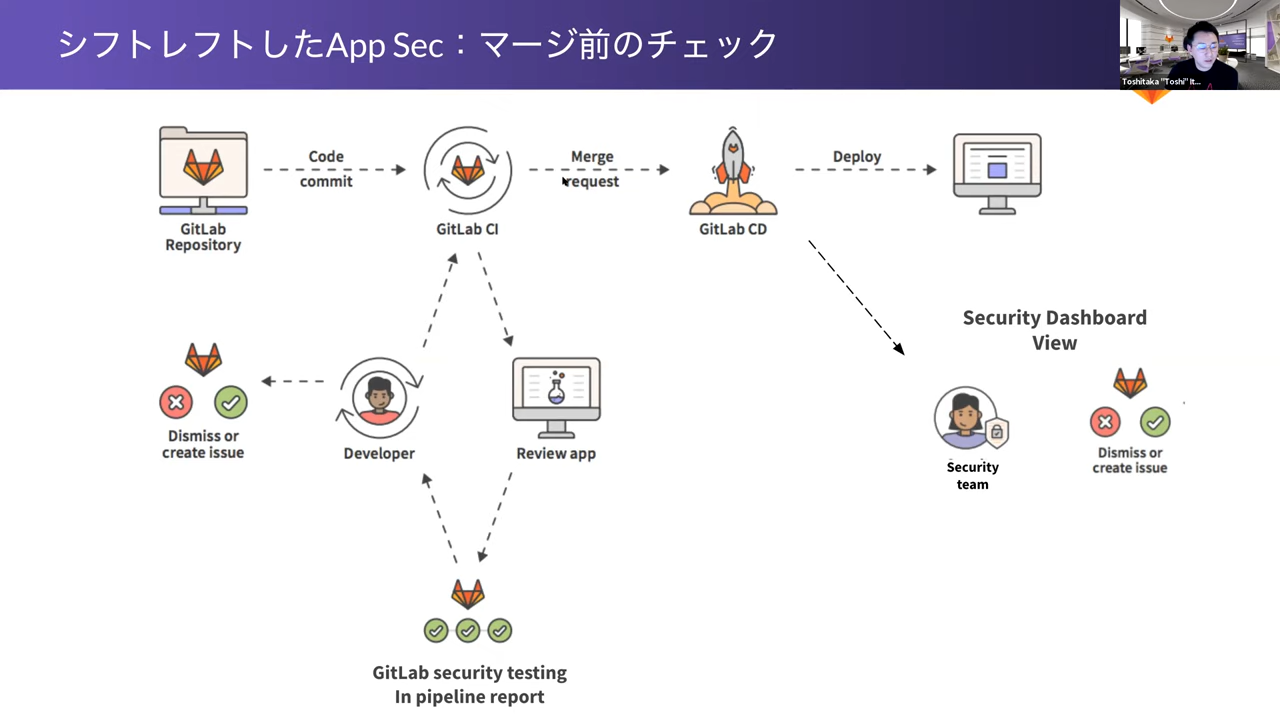 シフトレフトしたApp Sec：マージ前のチェック
Toshitaka "Toshi" It...
Code
commit
Merge
request
Deploy
GitLab
Repository
GitLab CI
GitLab CD
Security Dashboard
View
Dismiss or
create issue
Developer
Review app
Security
team
Dismiss or
create issue
GitLab security testing
In pipeline report